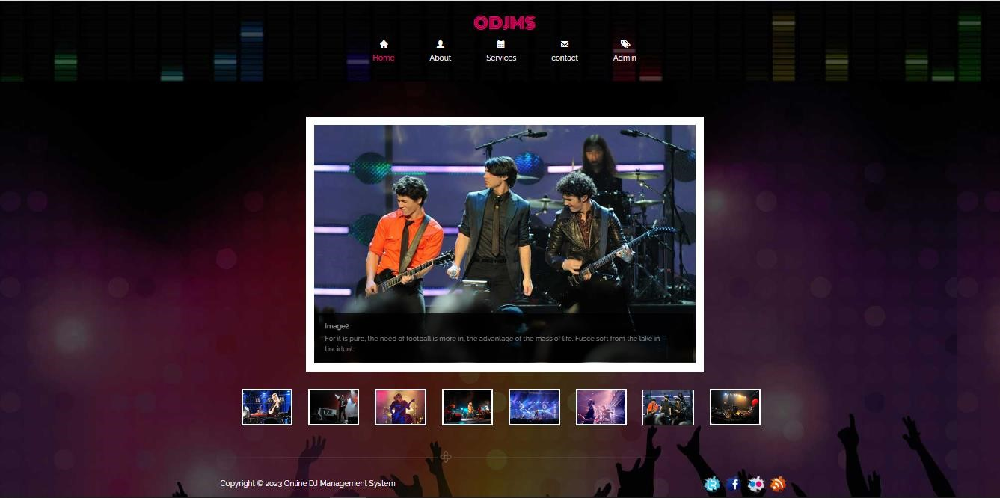 ODJMS
Home About Services contact Admin
Image2
For it is pure, the need of football is more in, the advantage of the mass of life. Fusce soft from the lake in
tincidunt.
Copyright © 2023 Online DJ Management System